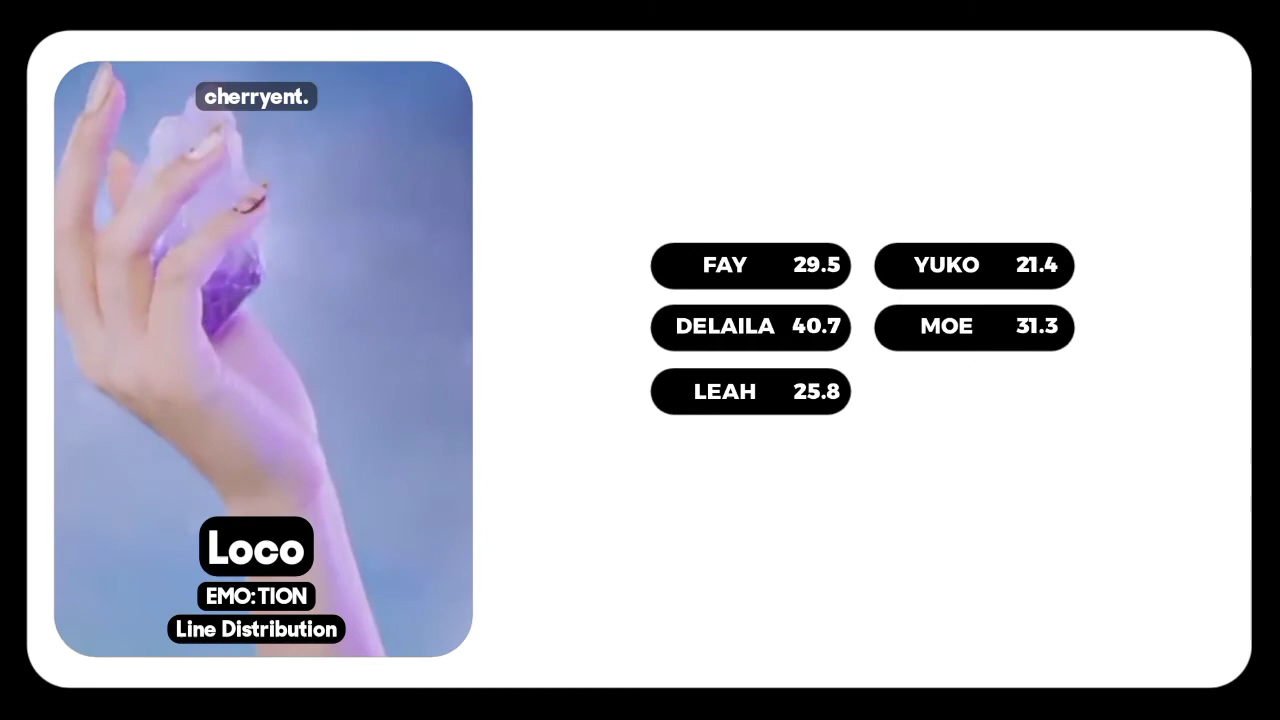 cherryent.
Loco
EMO:TION
Line Distribution
FAY 29.5
YUKO 21.4
DELAILA 40.7
MOE 31.3
LEAH 25.8